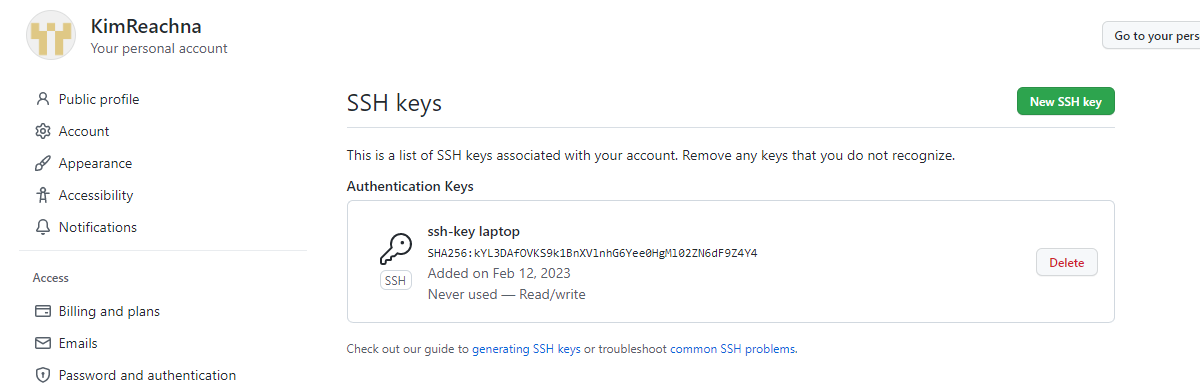 KimReachna
Your personal account
Go to your pers
Public profile
Account
Appearance
Accessibility
Notifications
Access
Billing and plans
Emails
Password and authentication
SSH keys
New SSH key
This is a list of SSH keys associated with your account. Remove any keys that you do not recognize.
Authentication Keys
ssh-key laptop
SHA256:kYL3DAfOVKS9k1BnXVlnhG6Yee0HgMl02ZN6dF9Z4Y4
Added on Feb 12, 2023
Never used — Read/write
SSH
Delete
Check out our guide to generating SSH keys or troubleshoot common SSH problems.